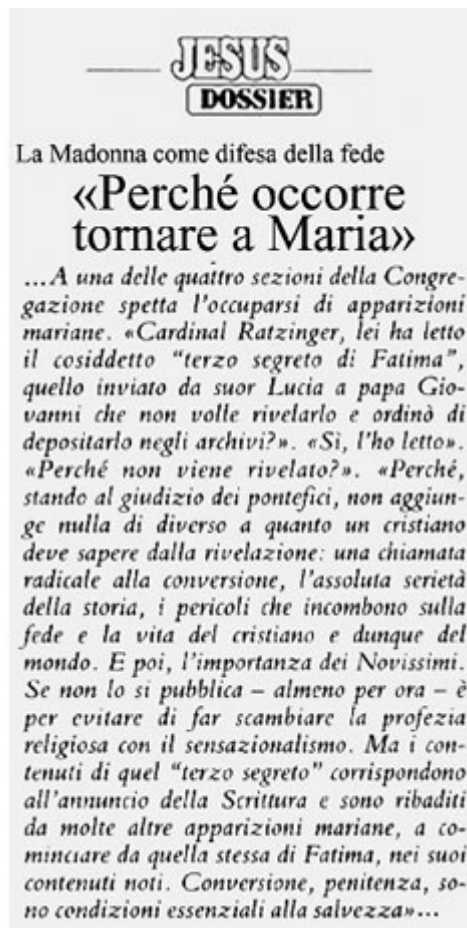 JESUS
DOSSIER
La Madonna come difesa della fede
«Perché occorre
tornare a Maria»
...A una delle quattro sezioni della Congre-
gazione spetta l'occuparsi di apparizioni
mariane. «Cardinal Ratzinger, lei ha letto
il cosiddetto “terzo segreto di Fatima”,
quello inviato da suor Lucia a papa Gio-
vanni che non volle rivelarlo e ordinò di
depositarlo negli archivi?». «Sì, l'ho letto».
«Perché non viene rivelato?». «Perché,
stando al giudizio dei pontefici, non aggiun-
ge nulla di diverso a quanto un cristiano
deve sapere dalla rivelazione: una chiamata
radicale alla conversione, l'assoluta serietà
della storia, i pericoli che incombono sulla
fede e la vita del cristiano e dunque del
mondo. E poi, l'importanza dei Novissimi.
Se non lo si pubblica – almeno per ora – è
per evitare di far scambiare la profezia
religiosa con il sensazionalismo. Ma i con-
tenuti di quel “terzo segreto” corrispondono
all'annuncio della Scrittura e sono ribaditi
da molte altre apparizioni mariane, a co-
minciare da quella stessa di Fatima, nei suoi
contenuti noti. Conversione, penitenza, so-
no condizioni essenziali alla salvezza»...